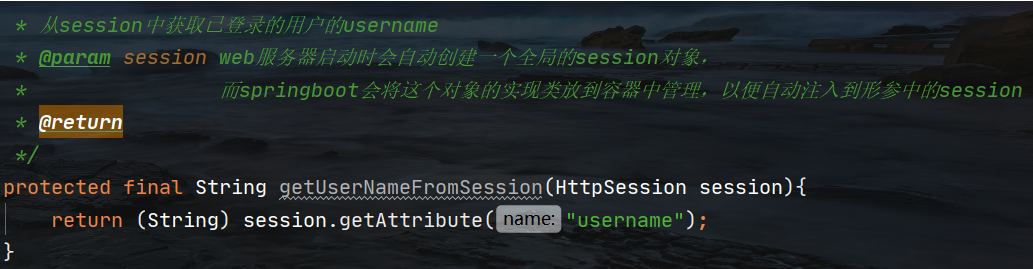 * 从session中获取已登录的用户的username
* @param session web服务器启动时会自动创建一个全局的session对象，
* 而springboot会将这个对象的实现类放到容器中管理，以便自动注入到形参中的session
* @return
*/
protected final String getUserNameFromSession(HttpSession session){
return (String) session.getAttribute( name: "username");
}